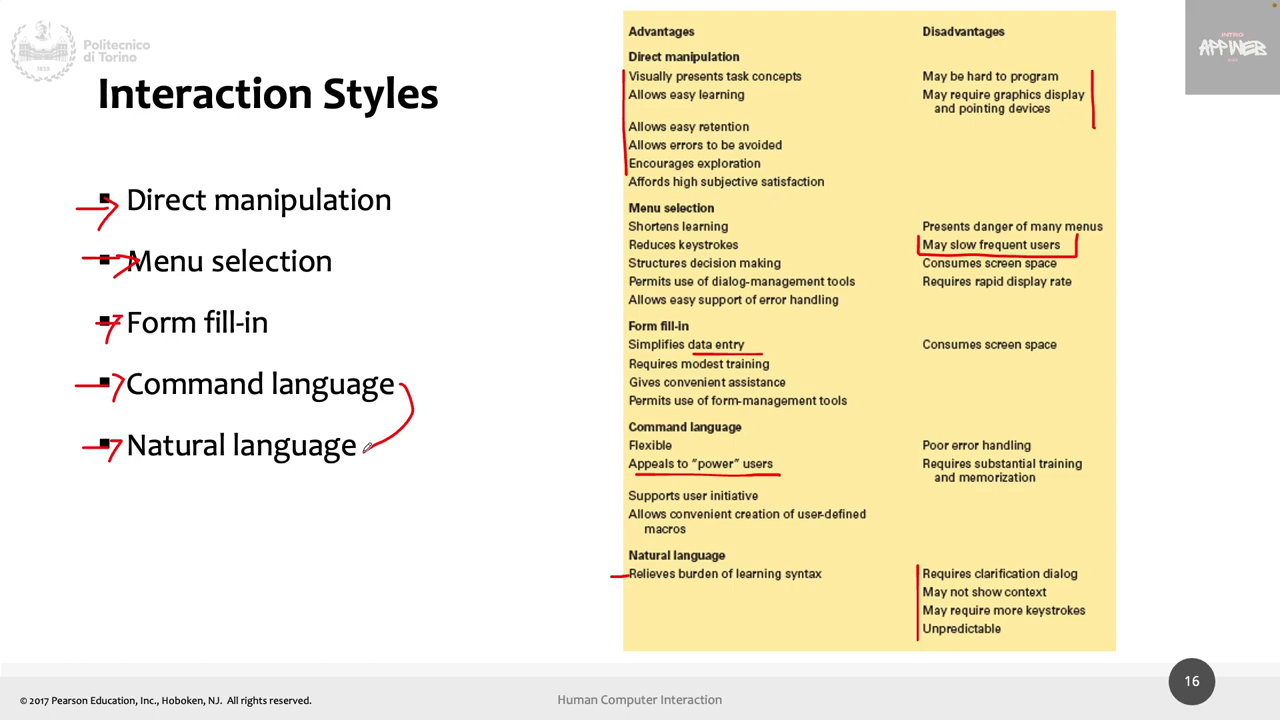 Politecnico
di Torino
1859
INTRO
APPWEB
Interaction Styles
Direct manipulation
Menu selection
Form fill-in
Command language
Natural language
Advantages Disadvantages
Direct manipulation
Visually presents task concepts May be hard to program
Allows easy learning May require graphics display
and pointing devices
Allows easy retention
Allows errors to be avoided
Encourages exploration
Affords high subjective satisfaction
Menu selection
Shortens learning Presents danger of many menus
Reduces keystrokes May slow frequent users
Structures decision making Consumes screen space
Permits use of dialog-management tools Requires rapid display rate
Allows easy support of error handling
Form fill-in
Simplifies data entry Consumes screen space
Requires modest training
Gives convenient assistance
Permits use of form-management tools
Command language
Flexible Poor error handling
Appeals to "power" users Requires substantial training
and memorization
Supports user initiative
Allows convenient creation of user-defined
macros
Natural language
Relieves burden of learning syntax Requires clarification dialog
May not show context
May require more keystrokes
Unpredictable
© 2017 Pearson Education, Inc., Hoboken, NJ. All rights reserved.
Human Computer Interaction
16